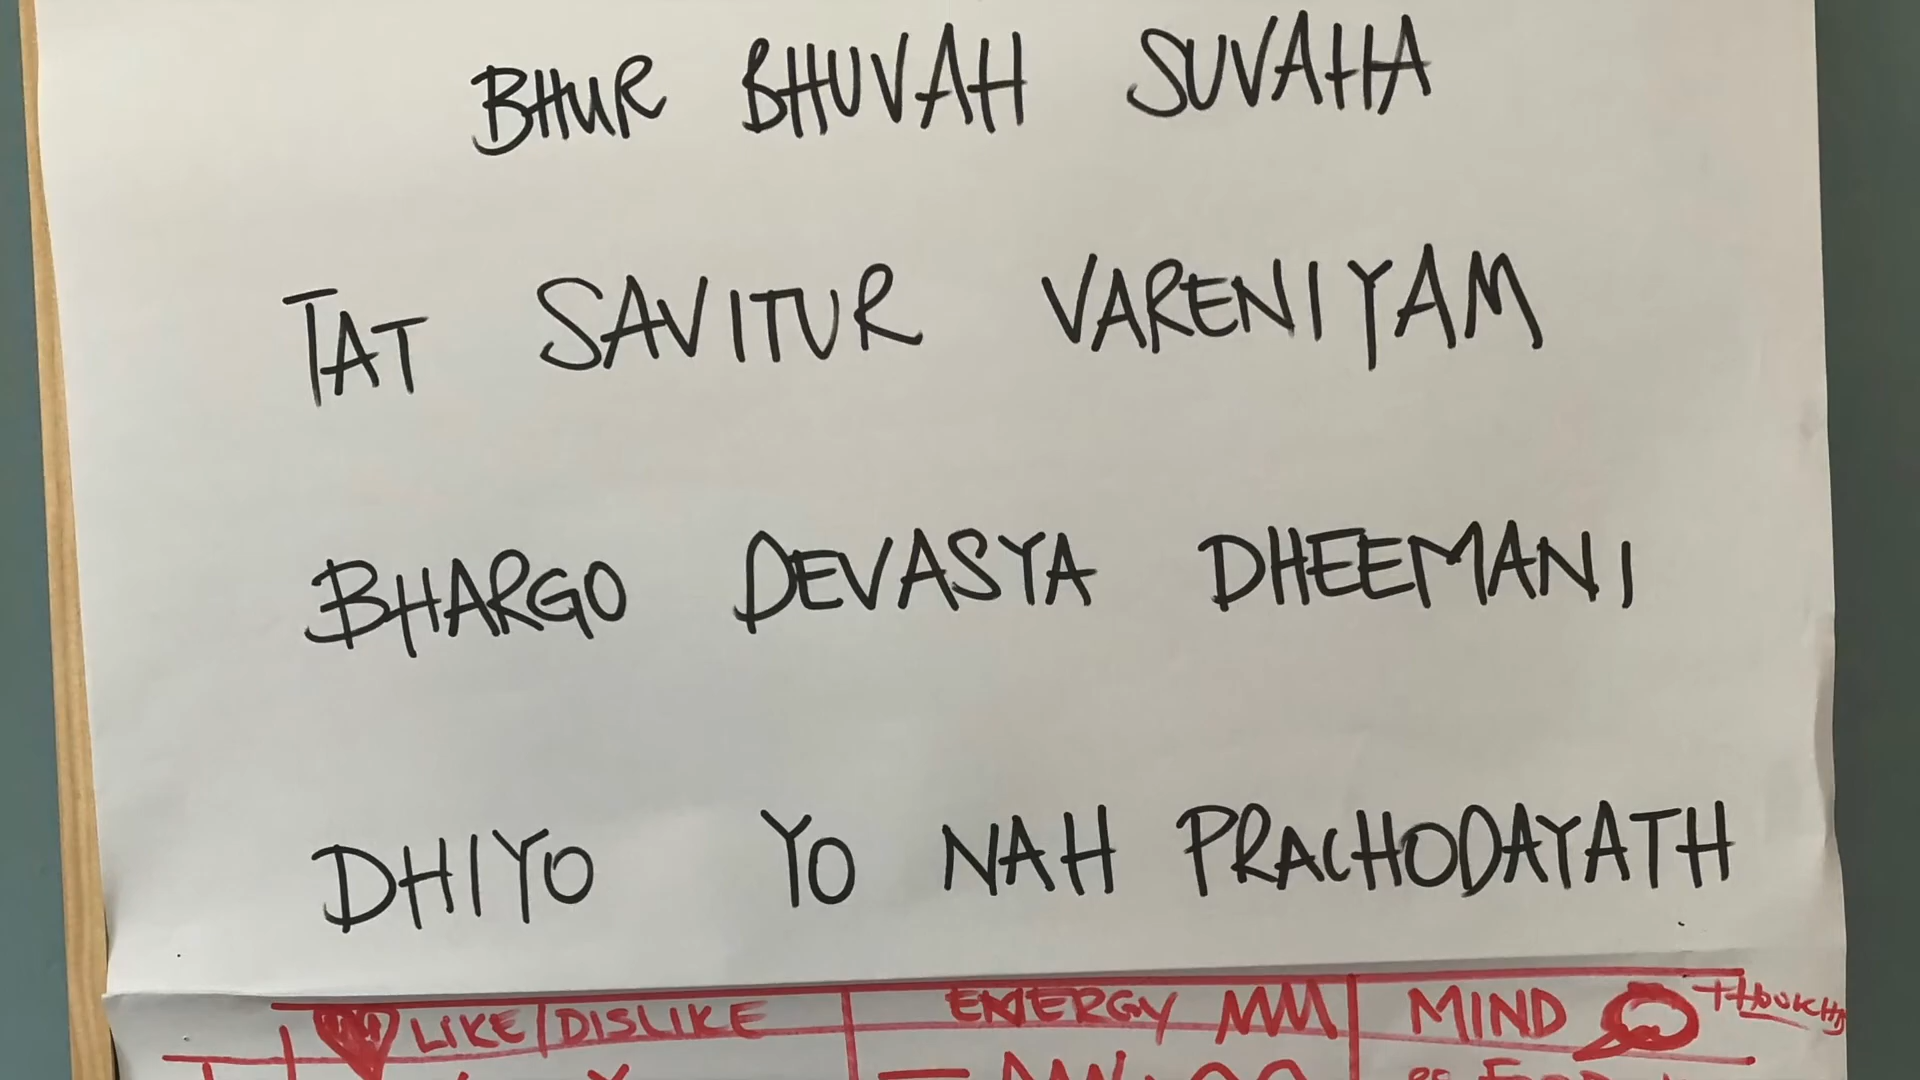 BHUR BHUVAH SUVAHA
TAT SAVITUR VARENIYAM
BHARGO DEVASYA DHEEMANI
DHIYO YO NAH PRACHODAYATH
LIKE/DISLIKE ENERGY MIND